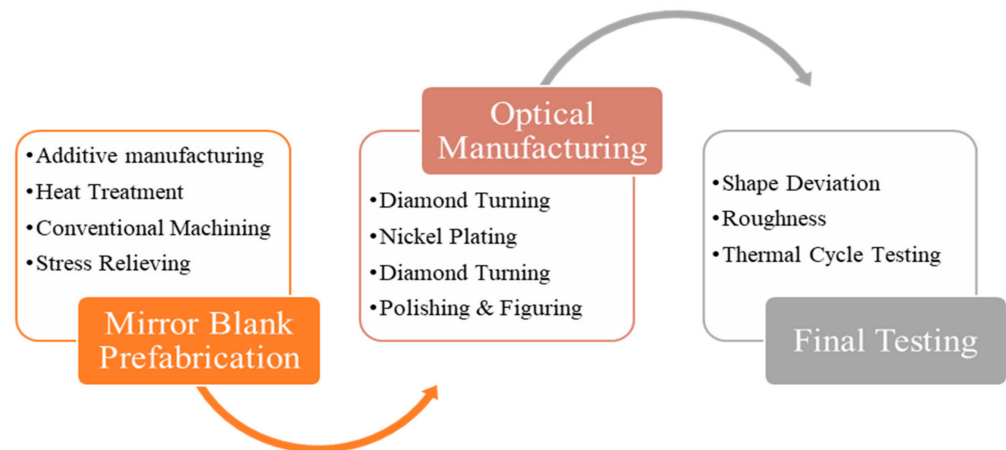 •Additive manufacturing
•Heat Treatment
•Conventional Machining
•Stress Relieving
Mirror Blank
Prefabrication
Optical
Manufacturing
•Diamond Turning
•Nickel Plating
•Diamond Turning
•Polishing & Figuring
•Shape Deviation
•Roughness
•Thermal Cycle Testing
Final Testing